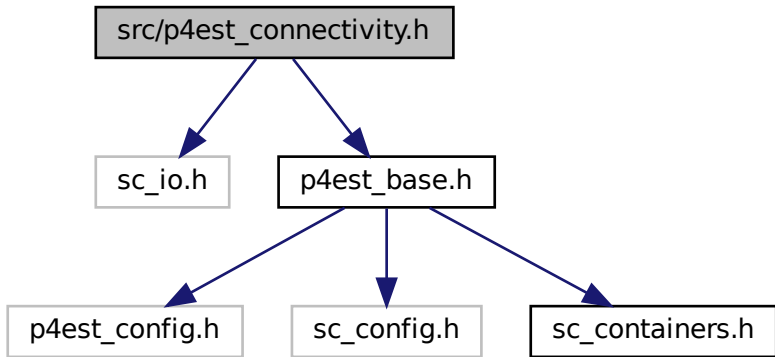 src/p4est_connectivity.h
sc_io.h
p4est_base.h
p4est_config.h
sc_config.h
sc_containers.h